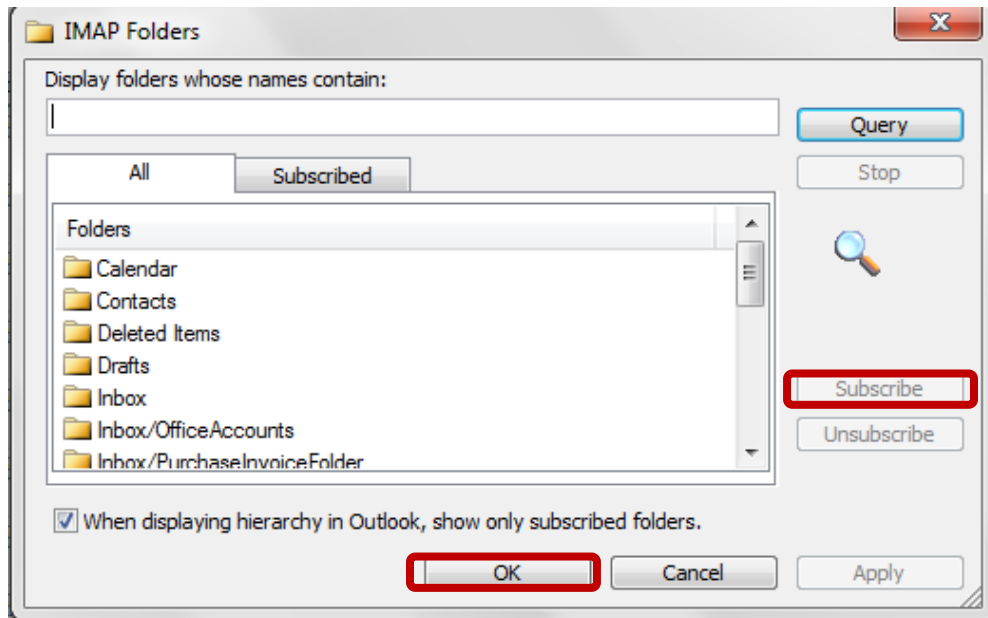 IMAP Folders
Display folders whose names contain:
Query
All
Subscribed
Stop
Folders
Calendar
Contacts
Deleted Items
Drafts
Inbox
Subscribe
Inbox/OfficeAccounts
Unsubscribe
Inbox/PurchaseInvoiceFolder
When displaying hierarchy in Outlook, show only subscribed folders.
OK
Cancel
Apply